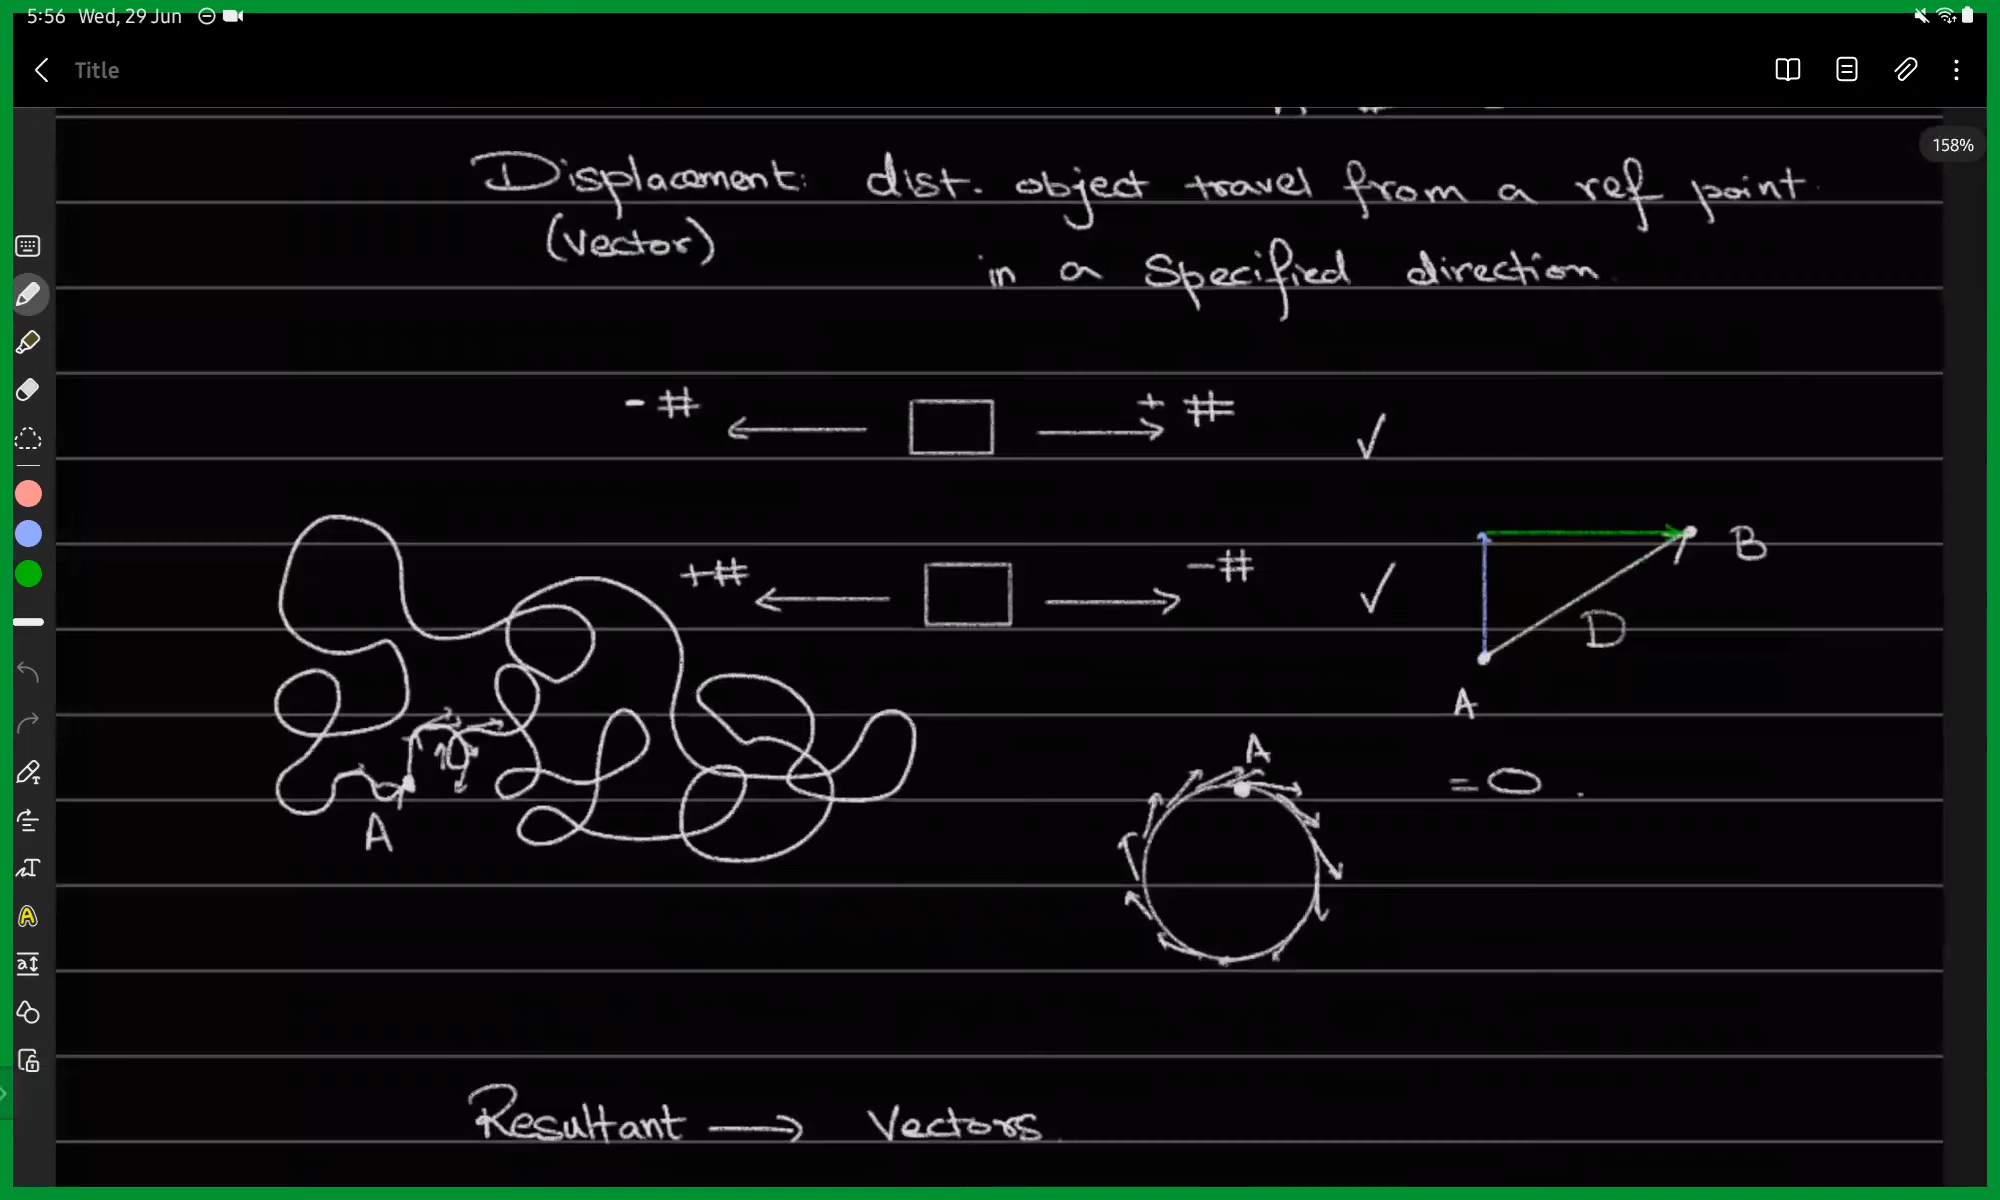 5:56 Wed, 29 Jun
Title
158%
Displacement: dist. object travel from a ref point
(Vector) in a Specified direction.
- # + #
+# -#
B
D
A
A
= 0 .
A
Resultant → Vectors.